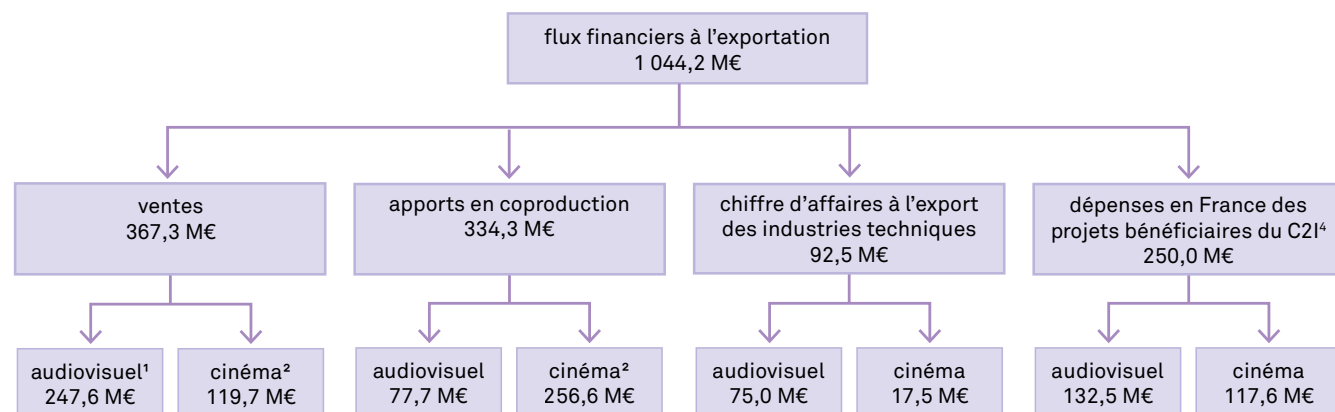 flux financiers à l’exportation
1 044,2 M€
ventes
367,3 M€
apports en coproduction
334,3 M€
chiffre d’affaires à l’export
des industries techniques
92,5 M€
dépenses en France des
projets bénéficiaires du C2I⁴
250,0 M€
audiovisuel¹
247,6 M€
cinéma²
119,7 M€
audiovisuel
77,7 M€
cinéma²
256,6 M€
audiovisuel
75,0 M€
cinéma
17,5 M€
audiovisuel
132,5 M€
cinéma
117,6 M€